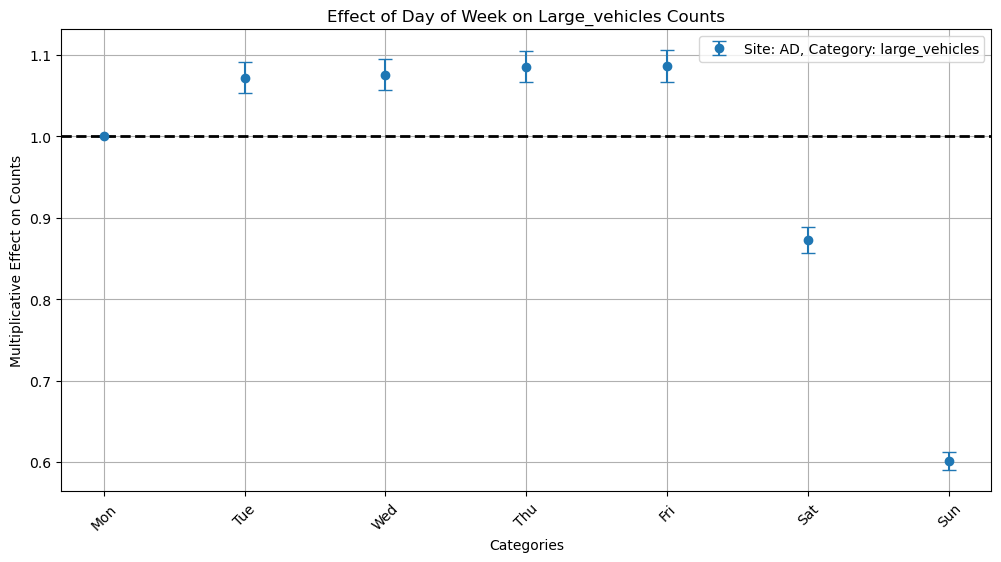 Effect of Day of Week on Large_vehicles Counts
Site: AD, Category: large_vehicles
Multiplicative Effect on Counts
1.1
1.0
0.9
0.8
0.7
0.6
Mon
Tue
Wed
Thu
Fri
Sat
Sun
Categories